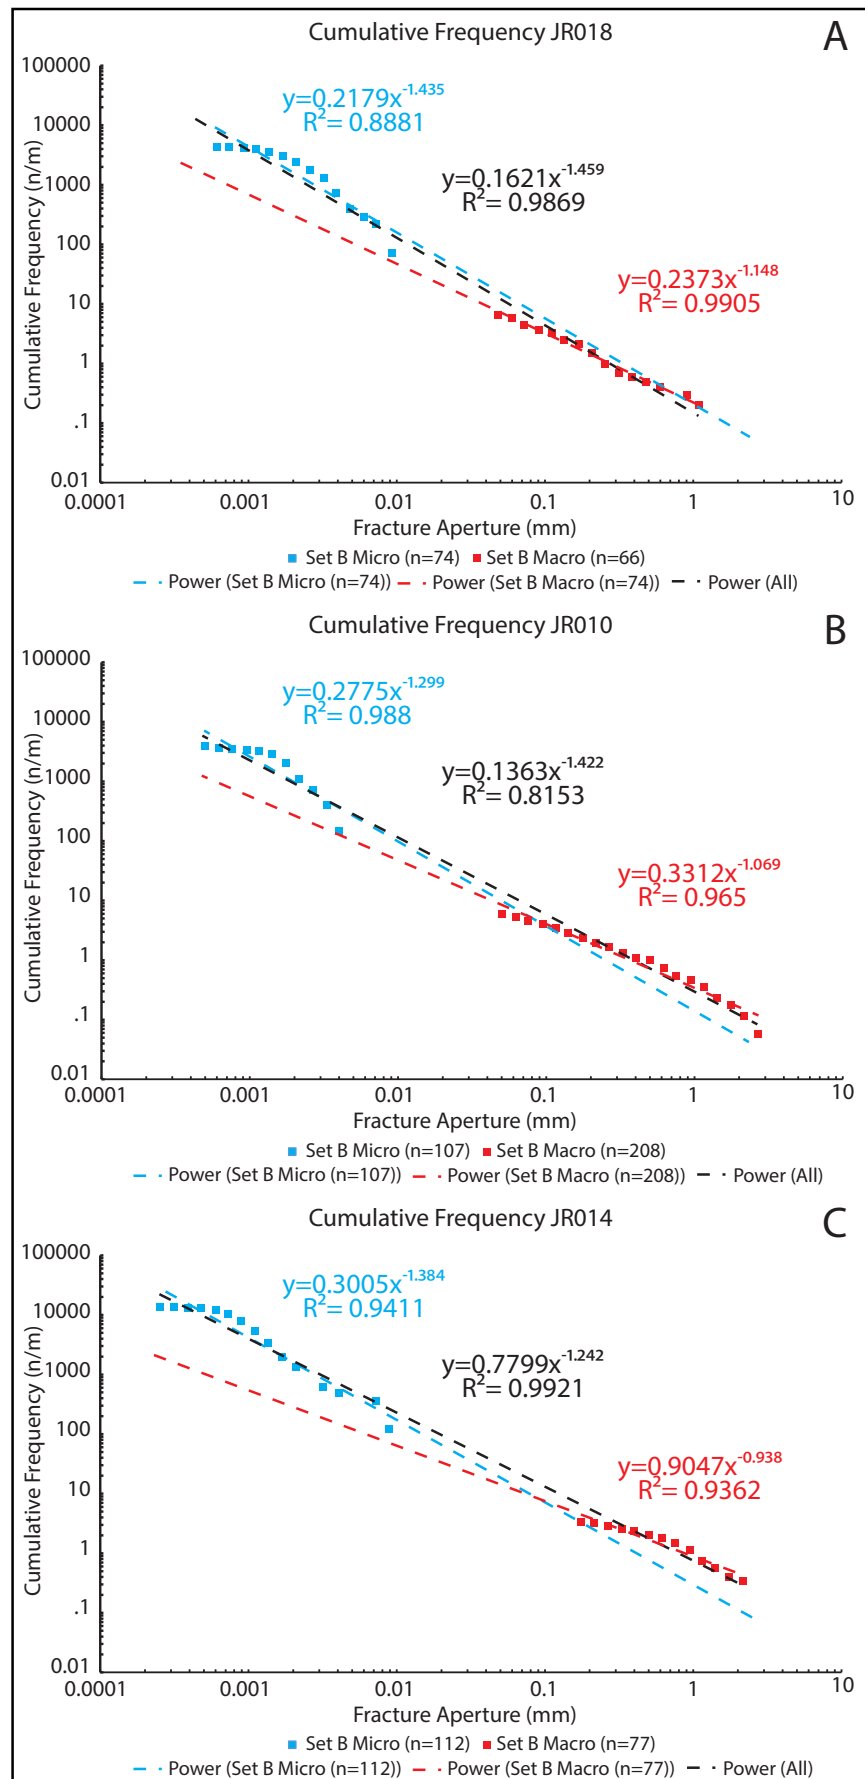 Cumulative Frequency JR018
A
100000
10000
1000
100
10
1
.1
0.01
Cumulative Frequency (n/m)
y=0.2179x^-1.435
R²= 0.8881
y=0.1621x^-1.459
R²= 0.9869
y=0.2373x^-1.148
R²= 0.9905
0.0001 0.001 0.01 0.1 1 10
Fracture Aperture (mm)
Set B Micro (n=74) Set B Macro (n=66)
Power (Set B Micro (n=74)) Power (Set B Macro (n=74)) Power (All)
Cumulative Frequency JR010
B
100000
10000
1000
100
10
1
.1
0.01
Cumulative Frequency (n/m)
y=0.2775x^-1.299
R²= 0.988
y=0.1363x^-1.422
R²= 0.8153
y=0.3312x^-1.069
R²= 0.965
0.0001 0.001 0.01 0.1 1 10
Fracture Aperture (mm)
Set B Micro (n=107) Set B Macro (n=208)
Power (Set B Micro (n=107)) Power (Set B Macro (n=208)) Power (All)
Cumulative Frequency JR014
C
100000
10000
1000
100
10
1
.1
0.01
Cumulative Frequency (n/m)
y=0.3005x^-1.384
R²= 0.9411
y=0.7799x^-1.242
R²= 0.9921
y=0.9047x^-0.938
R²= 0.9362
0.0001 0.001 0.01 0.1 1 10
Fracture Aperture (mm)
Set B Micro (n=112) Set B Macro (n=77)
Power (Set B Micro (n=112)) Power (Set B Macro (n=77)) Power (All)